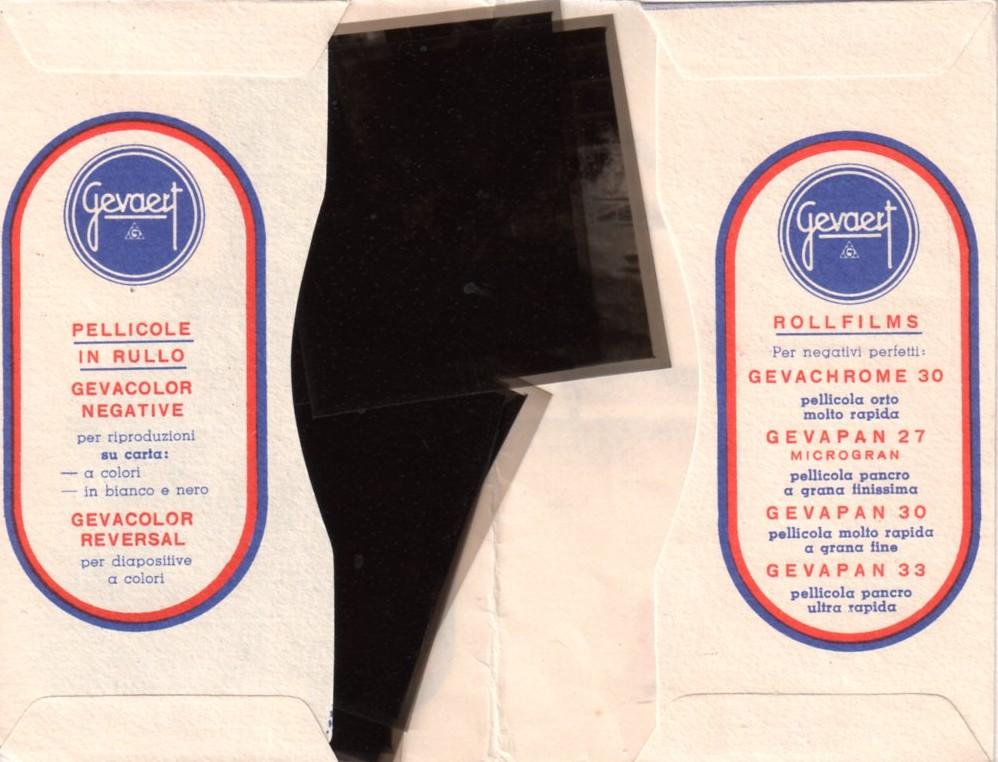 Gevaert
G
PELLICOLE
IN RULLO
GEVACOLOR
NEGATIVE
per riproduzioni
su carta:
— a colori
— in bianco e nero
GEVACOLOR
REVERSAL
per diapositive
a colori
Gevaert
G
ROLLFILMS
Per negativi perfetti:
GEVACHROME 30
pellicola orto
molto rapida
GEVAPAN 27
MICROGRAN
pellicola pancro
a grana finissima
GEVAPAN 30
pellicola molto rapida
a grana fine
GEVAPAN 33
pellicola pancro
ultra rapida